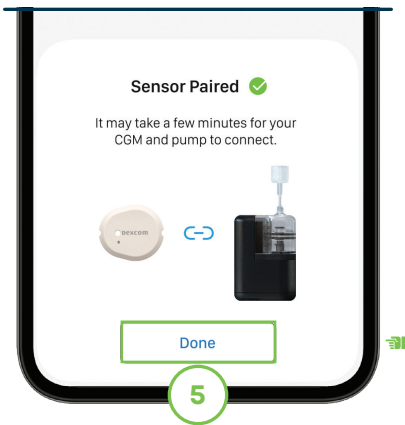 Sensor Paired
It may take a few minutes for your
CGM and pump to connect.
Dexcom
Done
5